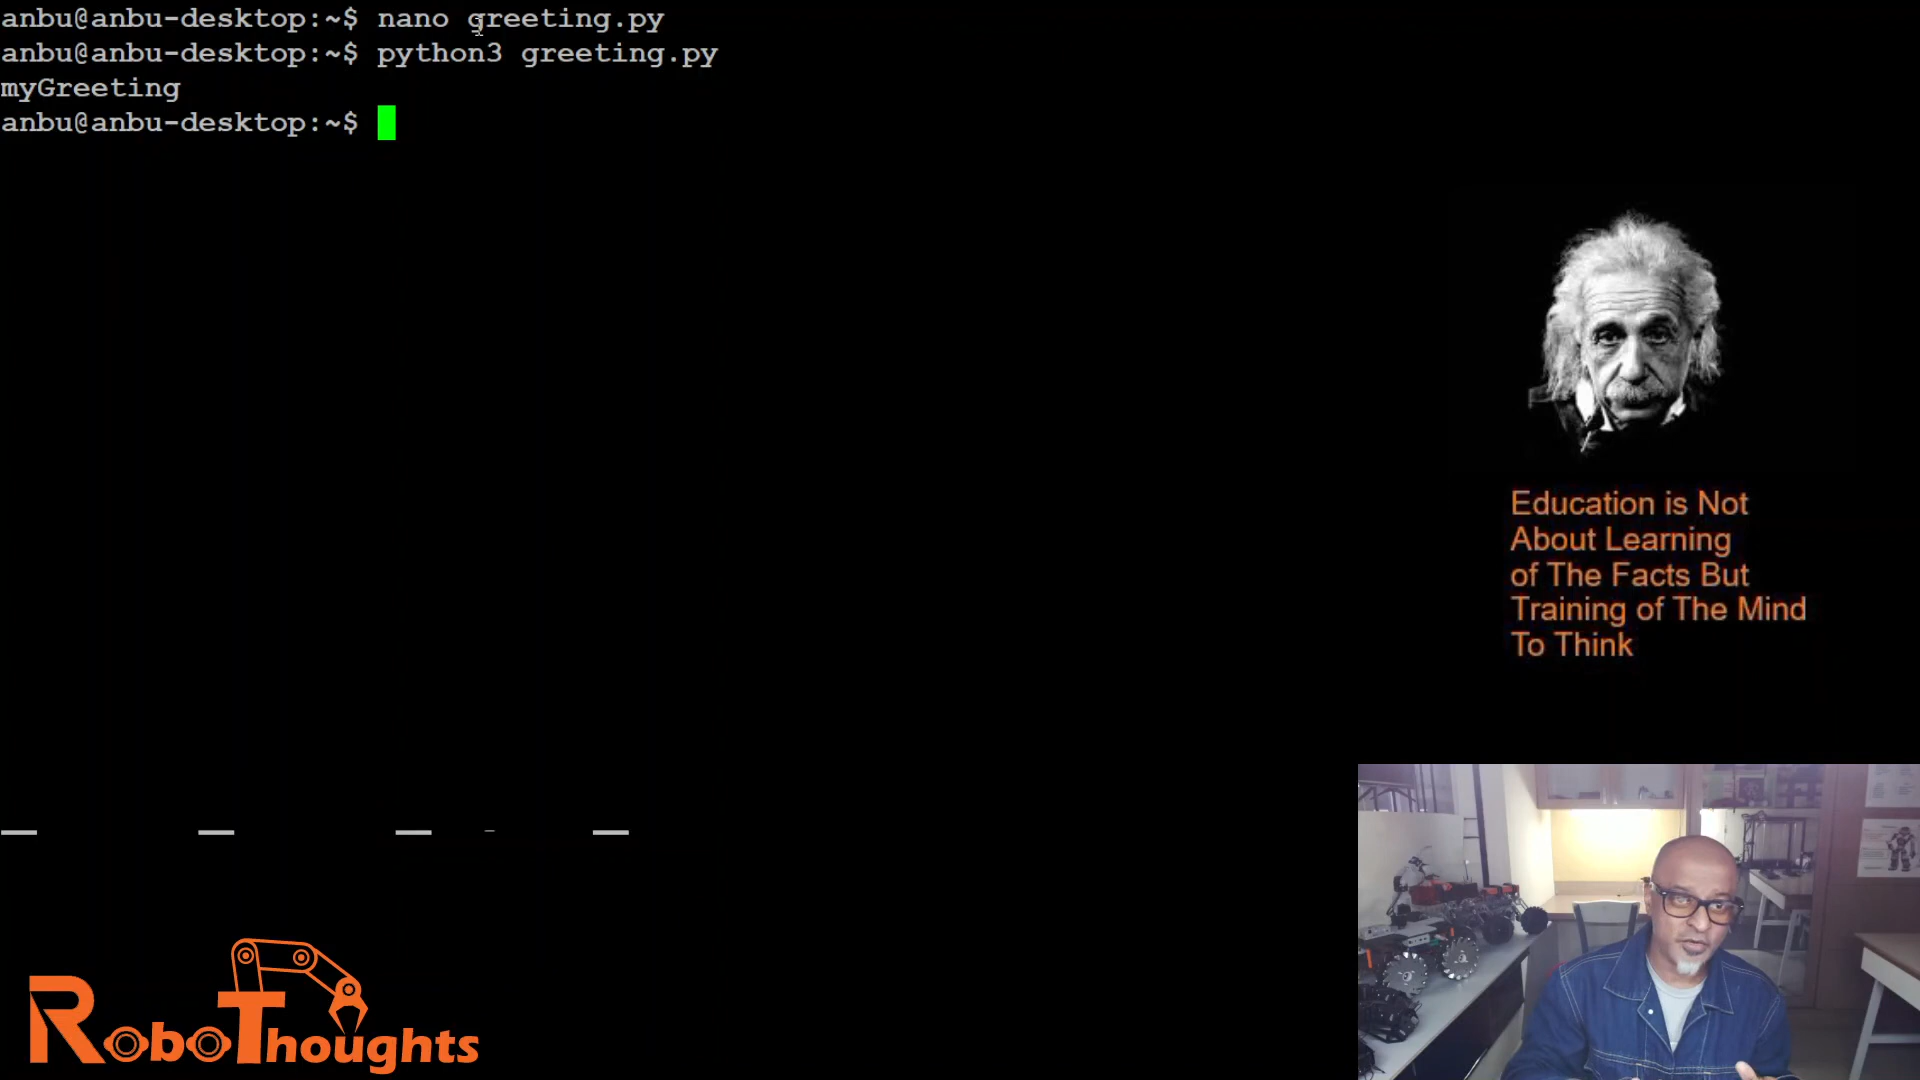 anbu@anbu-desktop:~$ nano greeting.py
anbu@anbu-desktop:~$ python3 greeting.py
myGreeting
anbu@anbu-desktop:~$
Education is Not
About Learning
of The Facts But
Training of The Mind
To Think
RoboThoughts